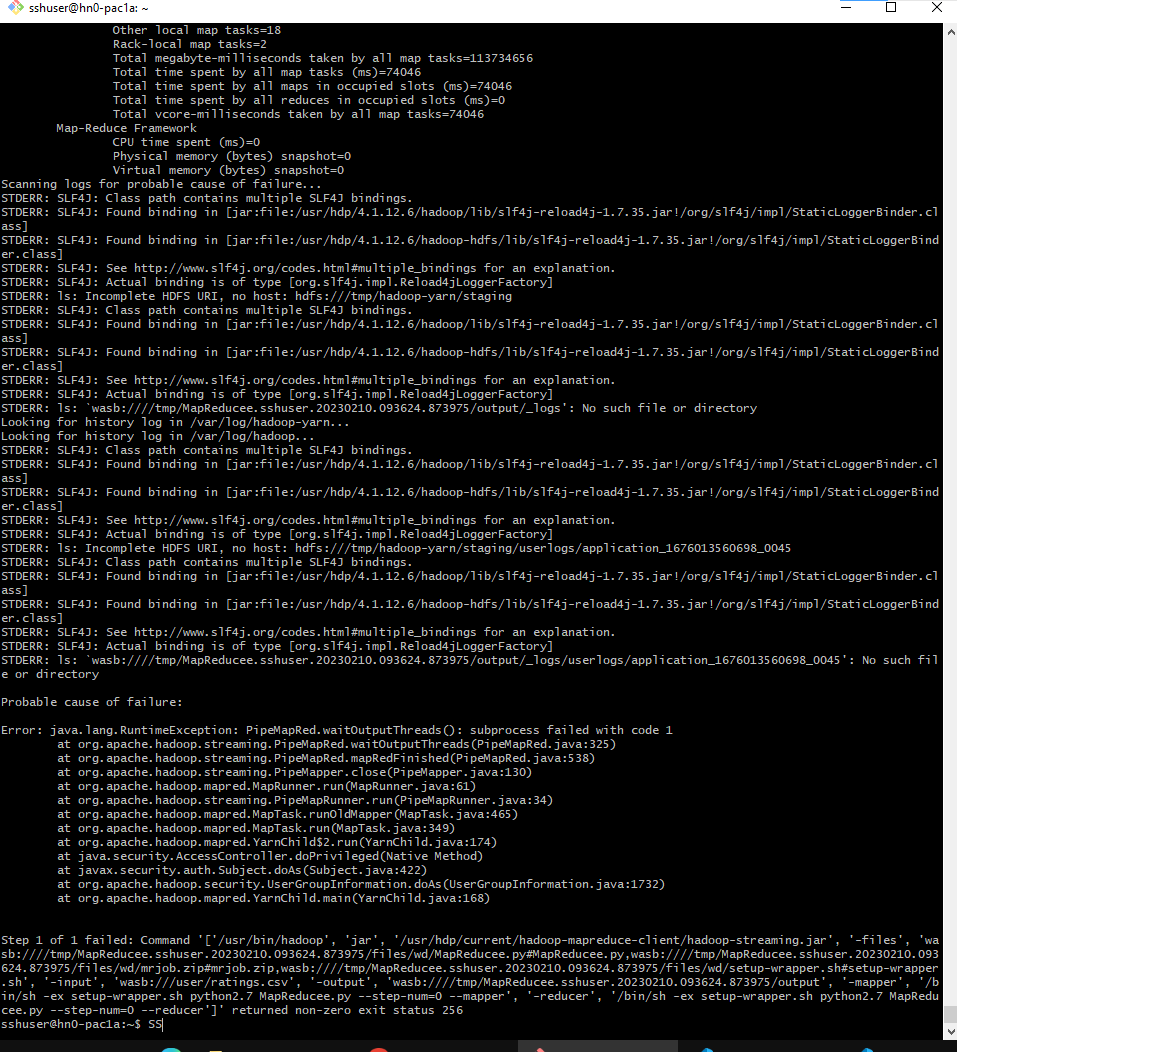 sshuser@hn0-pac1a: ~
Other local map tasks=18
Rack-local map tasks=2
Total megabyte-milliseconds taken by all map tasks=113734656
Total time spent by all map tasks (ms)=74046
Total time spent by all maps in occupied slots (ms)=74046
Total time spent by all reduces in occupied slots (ms)=0
Total vcore-milliseconds taken by all map tasks=74046
Map-Reduce Framework
CPU time spent (ms)=0
Physical memory (bytes) snapshot=0
Virtual memory (bytes) snapshot=0
Scanning logs for probable cause of failure...
STDERR: SLF4J: Class path contains multiple SLF4J bindings.
STDERR: SLF4J: Found binding in [jar:file:/usr/hdp/4.1.12.6/hadoop/lib/slf4j-reload4j-1.7.35.jar!/org/slf4j/impl/StaticLoggerBinder.cl
ass]
STDERR: SLF4J: Found binding in [jar:file:/usr/hdp/4.1.12.6/hadoop-hdfs/lib/slf4j-reload4j-1.7.35.jar!/org/slf4j/impl/StaticLoggerBind
er.class]
STDERR: SLF4J: See http://www.slf4j.org/codes.html#multiple_bindings for an explanation.
STDERR: SLF4J: Actual binding is of type [org.slf4j.impl.Reload4jLoggerFactory]
STDERR: ls: Incomplete HDFS URI, no host: hdfs:///tmp/hadoop-yarn/staging
STDERR: SLF4J: Class path contains multiple SLF4J bindings.
STDERR: SLF4J: Found binding in [jar:file:/usr/hdp/4.1.12.6/hadoop/lib/slf4j-reload4j-1.7.35.jar!/org/slf4j/impl/StaticLoggerBinder.cl
ass]
STDERR: SLF4J: Found binding in [jar:file:/usr/hdp/4.1.12.6/hadoop-hdfs/lib/slf4j-reload4j-1.7.35.jar!/org/slf4j/impl/StaticLoggerBind
er.class]
STDERR: SLF4J: See http://www.slf4j.org/codes.html#multiple_bindings for an explanation.
STDERR: SLF4J: Actual binding is of type [org.slf4j.impl.Reload4jLoggerFactory]
STDERR: ls: `wasb:////tmp/MapReducee.sshuser.20230210.093624.873975/output/_logs': No such file or directory
Looking for history log in /var/log/hadoop-yarn...
Looking for history log in /var/log/hadoop...
STDERR: SLF4J: Class path contains multiple SLF4J bindings.
STDERR: SLF4J: Found binding in [jar:file:/usr/hdp/4.1.12.6/hadoop/lib/slf4j-reload4j-1.7.35.jar!/org/slf4j/impl/StaticLoggerBinder.cl
ass]
STDERR: SLF4J: Found binding in [jar:file:/usr/hdp/4.1.12.6/hadoop-hdfs/lib/slf4j-reload4j-1.7.35.jar!/org/slf4j/impl/StaticLoggerBind
er.class]
STDERR: SLF4J: See http://www.slf4j.org/codes.html#multiple_bindings for an explanation.
STDERR: SLF4J: Actual binding is of type [org.slf4j.impl.Reload4jLoggerFactory]
STDERR: ls: Incomplete HDFS URI, no host: hdfs:///tmp/hadoop-yarn/staging/userlogs/application_1676013560698_0045
STDERR: SLF4J: Class path contains multiple SLF4J bindings.
STDERR: SLF4J: Found binding in [jar:file:/usr/hdp/4.1.12.6/hadoop/lib/slf4j-reload4j-1.7.35.jar!/org/slf4j/impl/StaticLoggerBinder.cl
ass]
STDERR: SLF4J: Found binding in [jar:file:/usr/hdp/4.1.12.6/hadoop-hdfs/lib/slf4j-reload4j-1.7.35.jar!/org/slf4j/impl/StaticLoggerBind
er.class]
STDERR: SLF4J: See http://www.slf4j.org/codes.html#multiple_bindings for an explanation.
STDERR: SLF4J: Actual binding is of type [org.slf4j.impl.Reload4jLoggerFactory]
STDERR: ls: `wasb:////tmp/MapReducee.sshuser.20230210.093624.873975/output/_logs/userlogs/application_1676013560698_0045': No such fil
e or directory
Probable cause of failure:
Error: java.lang.RuntimeException: PipeMapRed.waitOutputThreads(): subprocess failed with code 1
at org.apache.hadoop.streaming.PipeMapRed.waitOutputThreads(PipeMapRed.java:325)
at org.apache.hadoop.streaming.PipeMapRed.mapRedFinished(PipeMapRed.java:538)
at org.apache.hadoop.streaming.PipeMapper.close(PipeMapper.java:130)
at org.apache.hadoop.mapred.MapRunner.run(MapRunner.java:61)
at org.apache.hadoop.streaming.PipeMapRunner.run(PipeMapRunner.java:34)
at org.apache.hadoop.mapred.MapTask.runOldMapper(MapTask.java:465)
at org.apache.hadoop.mapred.MapTask.run(MapTask.java:349)
at org.apache.hadoop.mapred.YarnChild$2.run(YarnChild.java:174)
at java.security.AccessController.doPrivileged(Native Method)
at javax.security.auth.Subject.doAs(Subject.java:422)
at org.apache.hadoop.security.UserGroupInformation.doAs(UserGroupInformation.java:1732)
at org.apache.hadoop.mapred.YarnChild.main(YarnChild.java:168)
Step 1 of 1 failed: Command '['/usr/bin/hadoop', 'jar', '/usr/hdp/current/hadoop-mapreduce-client/hadoop-streaming.jar', '-files', 'wa
sb:////tmp/MapReducee.sshuser.20230210.093624.873975/files/wd/MapReducee.py#MapReducee.py,wasb:////tmp/MapReducee.sshuser.20230210.093
624.873975/files/wd/mrjob.zip#mrjob.zip,wasb:////tmp/MapReducee.sshuser.20230210.093624.873975/files/wd/setup-wrapper.sh#setup-wrapper
.sh', '-input', 'wasb:///user/ratings.csv', '-output', 'wasb:////tmp/MapReducee.sshuser.20230210.093624.873975/output', '-mapper', '/b
in/sh -ex setup-wrapper.sh python2.7 MapReducee.py --step-num=0 --mapper', '-reducer', '/bin/sh -ex setup-wrapper.sh python2.7 MapRedu
cee.py --step-num=0 --reducer']' returned non-zero exit status 256
sshuser@hn0-pac1a:~$ SS